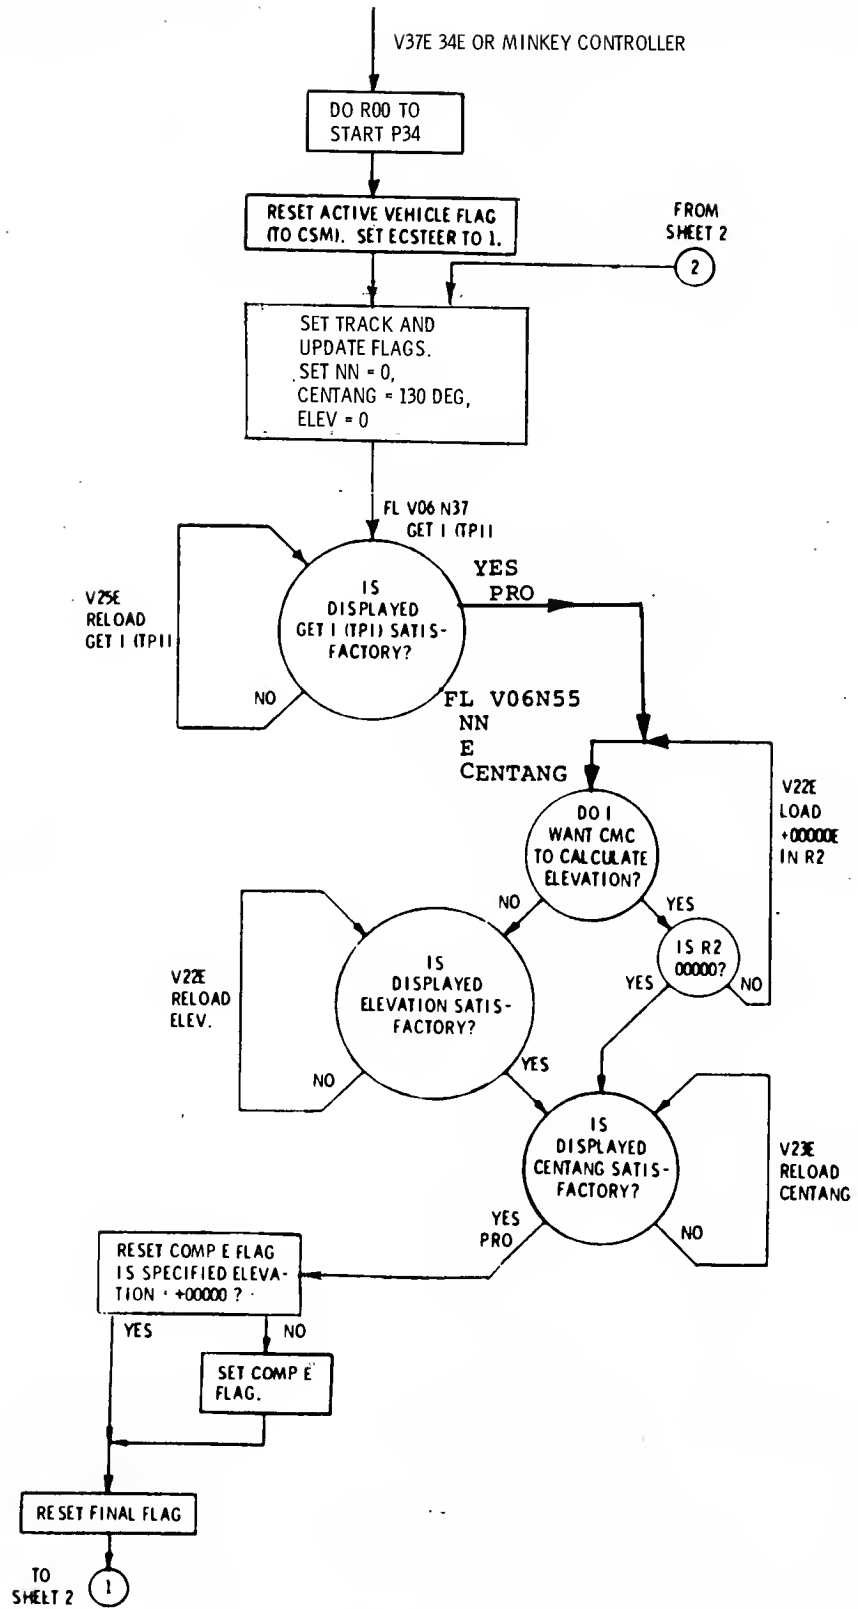 V37E 34E OR MINKEY CONTROLLER
DO R00 TO
START P34
RESET ACTIVE VEHICLE FLAG
(TO CSM). SET ECSTEER TO 1.
FROM
SHEET 2
2
SET TRACK AND
UPDATE FLAGS.
SET NN = 0,
CENTANG = 130 DEG,
ELEV = 0
FL V06 N37
GET I (TPI)
IS
DISPLAYED
GET I (TPI) SATIS-
FACTORY?
YES
PRO
V25E
RELOAD
GET I (TPI)
NO
FL V06N55
NN
E
CENTANG
DO I
WANT CMC
TO CALCULATE
ELEVATION?
V22E
LOAD
+00000E
IN R2
NO
YES
IS R2
00000?
YES
NO
IS
DISPLAYED
ELEVATION SATIS-
FACTORY?
V22E
RELOAD
ELEV.
NO
YES
IS
DISPLAYED
CENTANG SATIS-
FACTORY?
V23E
RELOAD
CENTANG
YES
PRO
NO
RESET COMP E FLAG
IS SPECIFIED ELEVA-
TION = +00000 ?
YES
NO
SET COMP E
FLAG.
RESET FINAL FLAG
TO
SHEET 2
1